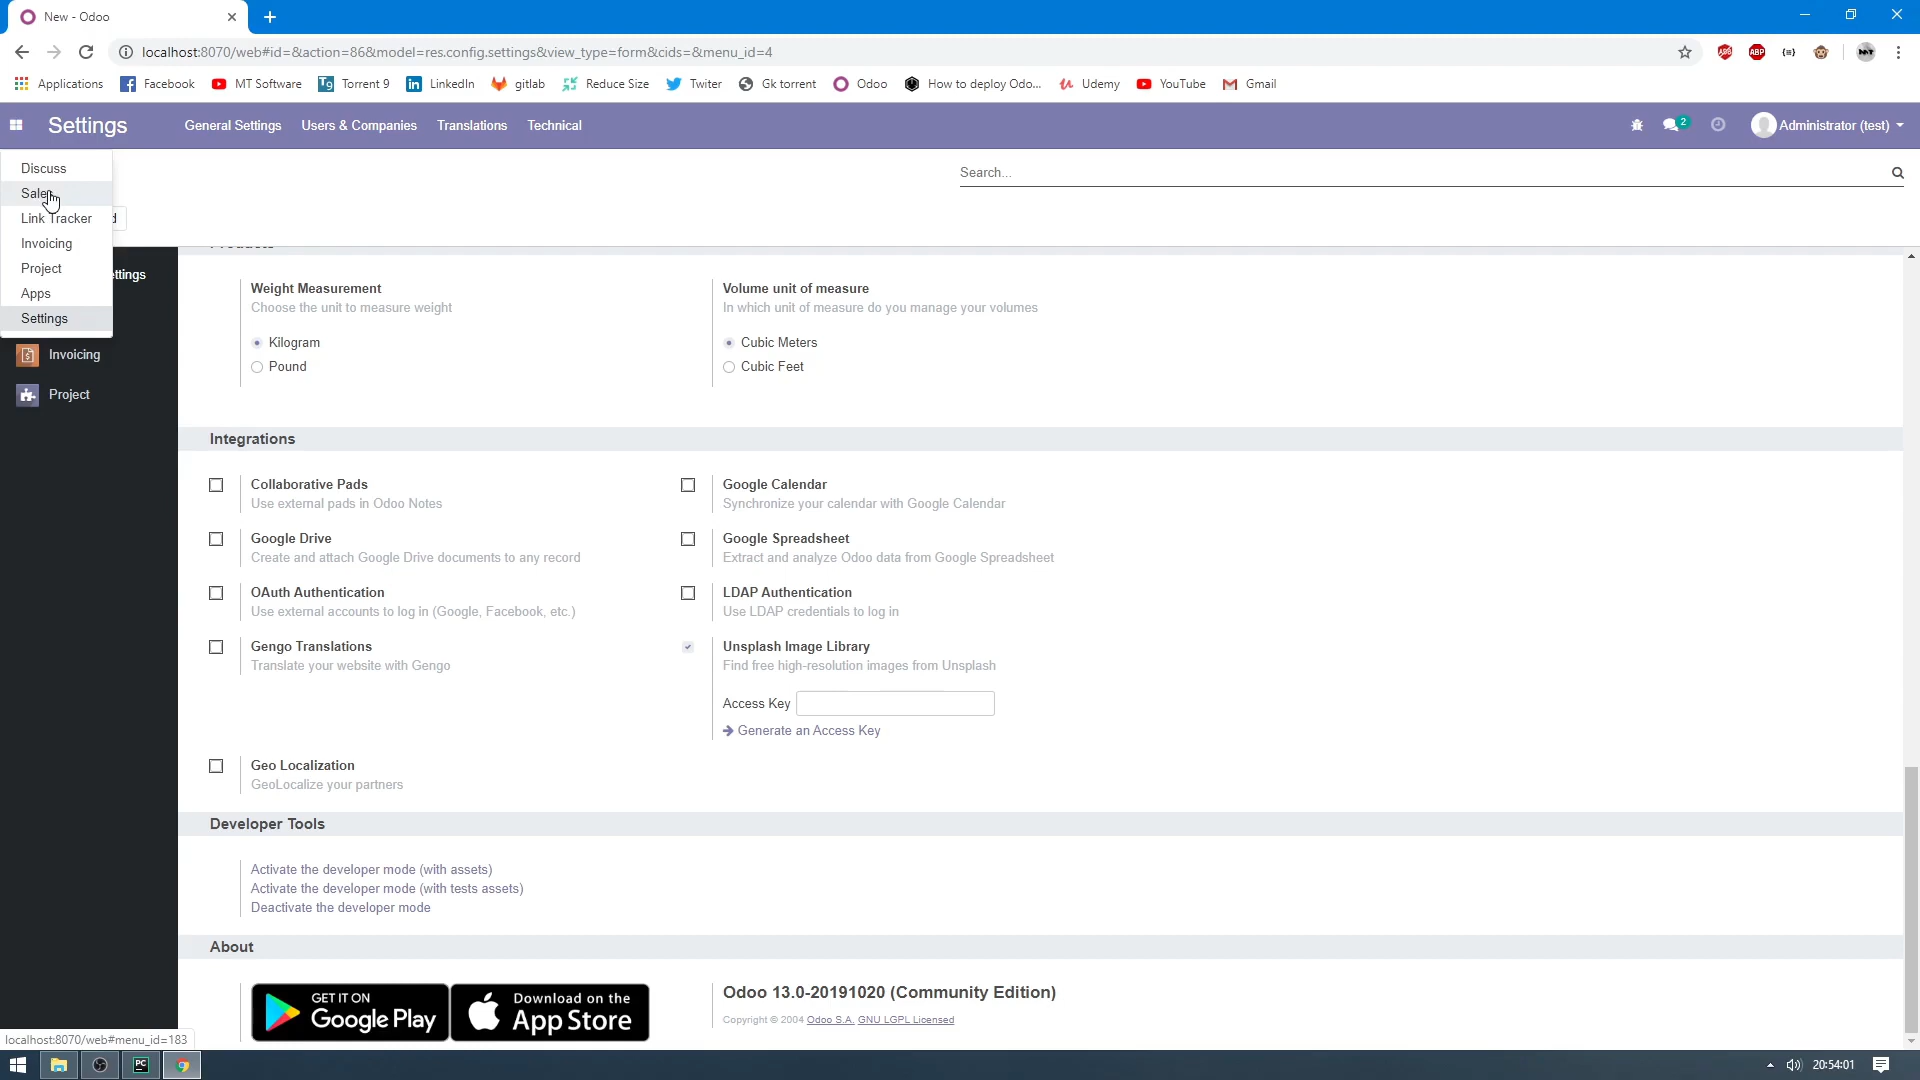 New - Odoo
localhost:8070/web#id=&action=86&model=res.config.settings&view_type=form&cids=&menu_id=4
Applications Facebook MT Software Torrent 9 LinkedIn gitlab Reduce Size Twiter Gk torrent Odoo How to deploy Odo... Udemy YouTube Gmail
Settings General Settings Users & Companies Translations Technical 2 Administrator (test)
Discuss
Search...
Link Tracker
Invoicing
Project
Apps
Settings
Invoicing
Project
Weight Measurement
Choose the unit to measure weight
Kilogram
Pound
Volume unit of measure
In which unit of measure do you manage your volumes
Cubic Meters
Cubic Feet
Integrations
Collaborative Pads
Use external pads in Odoo Notes
Google Calendar
Synchronize your calendar with Google Calendar
Google Drive
Create and attach Google Drive documents to any record
Google Spreadsheet
Extract and analyze Odoo data from Google Spreadsheet
OAuth Authentication
Use external accounts to log in (Google, Facebook, etc.)
LDAP Authentication
Use LDAP credentials to log in
Gengo Translations
Translate your website with Gengo
Unsplash Image Library
Find free high-resolution images from Unsplash
Access Key
Generate an Access Key
Geo Localization
GeoLocalize your partners
Developer Tools
Activate the developer mode (with assets)
Activate the developer mode (with tests assets)
Deactivate the developer mode
About
GET IT ON
Google Play
Download on the
App Store
Odoo 13.0-20191020 (Community Edition)
Copyright © 2004 Odoo S.A. GNU LGPL Licensed
localhost:8070/web#menu_id=183
20:54:01